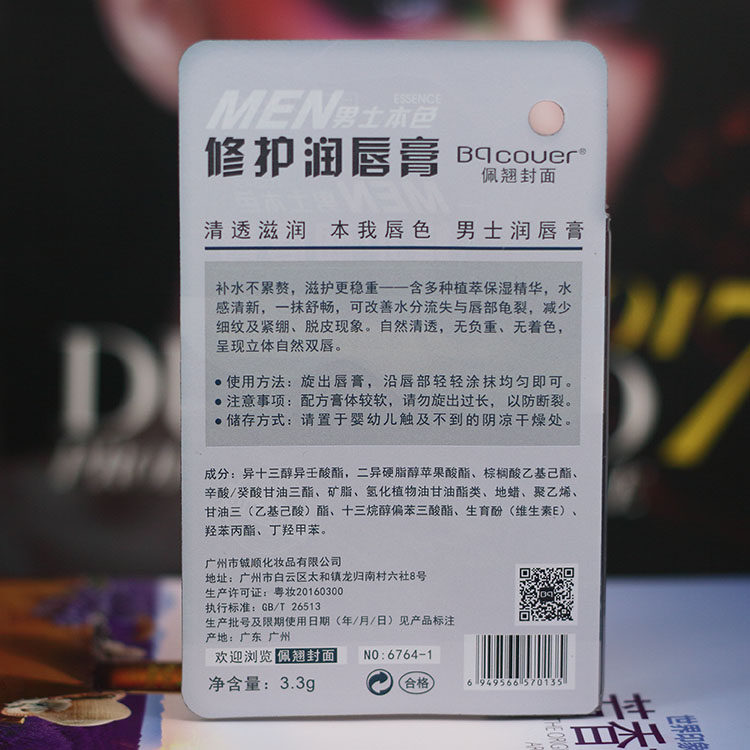 MEN ESSENCE
男士本色
修护润唇膏
Bqcover®
佩翘封面
清透滋润 本我唇色 男士润唇膏
补水不累赘，滋护更稳重——含多种植萃保湿精华，水
感清新，一抹舒畅，可改善水分流失与唇部龟裂，减少
细纹及紧绷、脱皮现象。自然清透，无负重、无着色，
呈现立体自然双唇。
●使用方法：旋出唇膏，沿唇部轻轻涂抹均匀即可。
●注意事项：配方膏体较软，请勿旋出过长，以防断裂。
●储存方式：请置于婴幼儿触及不到的阴凉干燥处。
成分：异十三醇异壬酸酯，二异硬脂醇苹果酸酯、棕榈酸乙基己酯、
辛酸/癸酸甘油三酯、矿脂、氢化植物油甘油酯类、地蜡、聚乙烯、
甘油三（乙基己酸）酯、十三烷醇偏苯三酸酯、生育酚（维生素E）、
羟苯丙酯、丁羟甲苯。
广州市铖顺化妆品有限公司
地址：广州市白云区太和镇龙归南村六社8号
生产许可证：粤妆20160300
执行标准：GB/T 26513
生产批号及限期使用日期（年/月/日）见产品标注
产地：广东 广州
欢迎浏览 佩翘封面 NO:6764-1
净含量：3.3g 合格
6 949566 570135
17
世界的
香